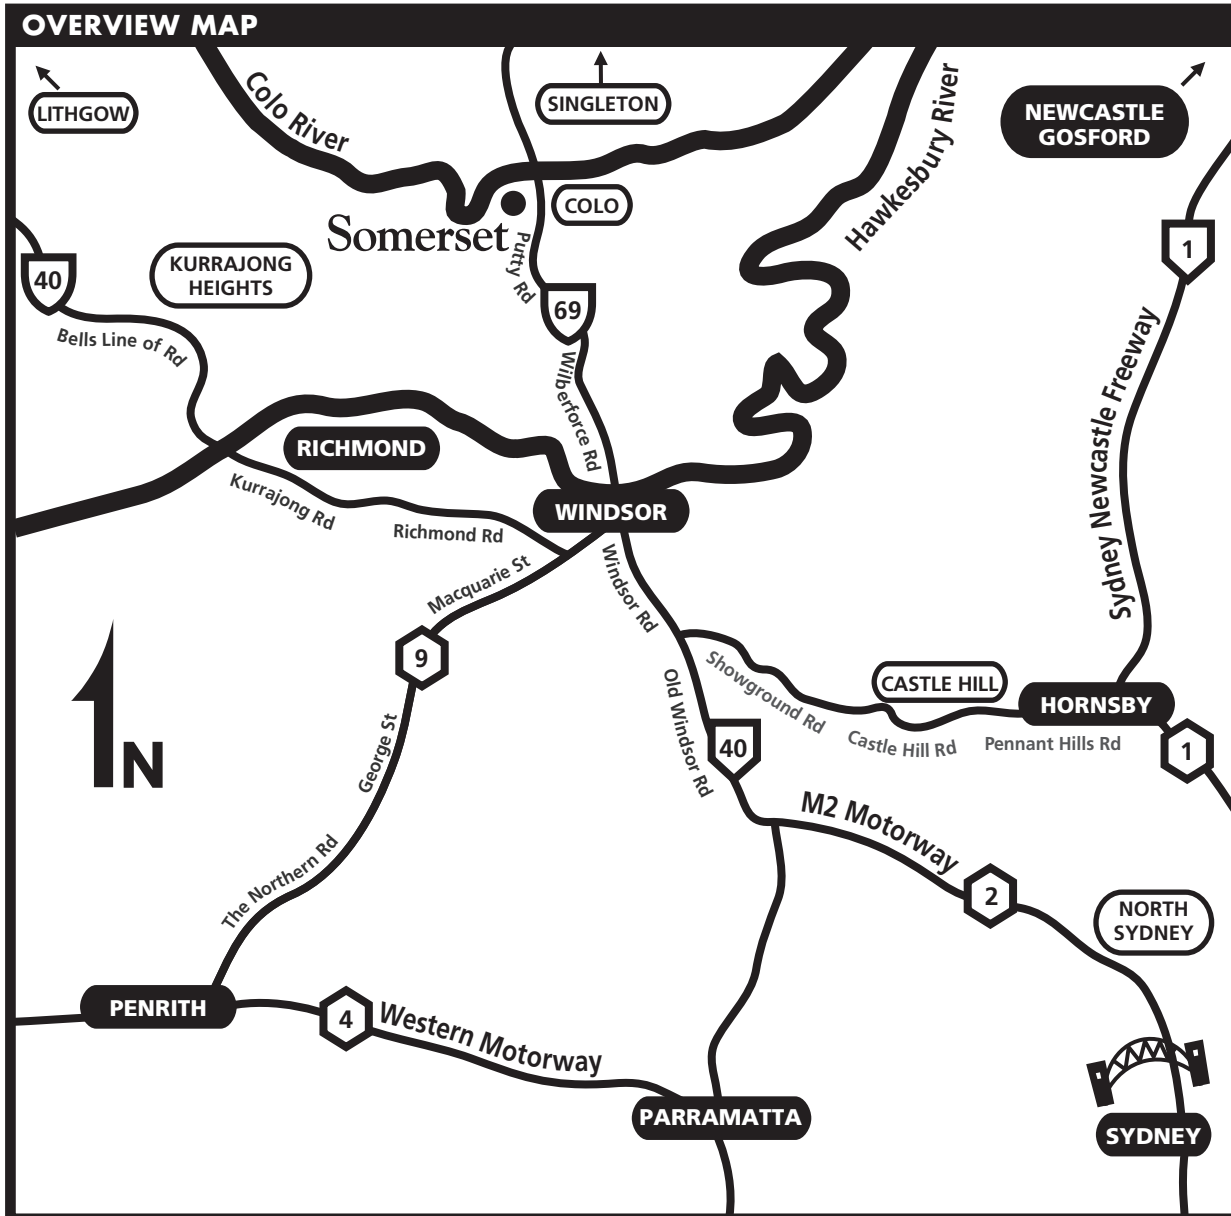 OVERVIEW MAP
LITHGOW
Colo River
SINGLETON
Hawkesbury River
NEWCASTLE
GOSFORD
COLO
Somerset
Putty Rd
1
40
KURRAJONG
HEIGHTS
69
Bells Line of Rd
Wilberforce Rd
Sydney Newcastle Freeway
RICHMOND
Kurrajong Rd
Richmond Rd
WINDSOR
Macquarie St
Windsor Rd
9
N
Showground Rd
CASTLE HILL
HORNSBY
Old Windsor Rd
40
Castle Hill Rd
Pennant Hills Rd
1
George St
M2 Motorway
2
The Northern Rd
NORTH
SYDNEY
PENRITH
4
Western Motorway
PARRAMATTA
SYDNEY